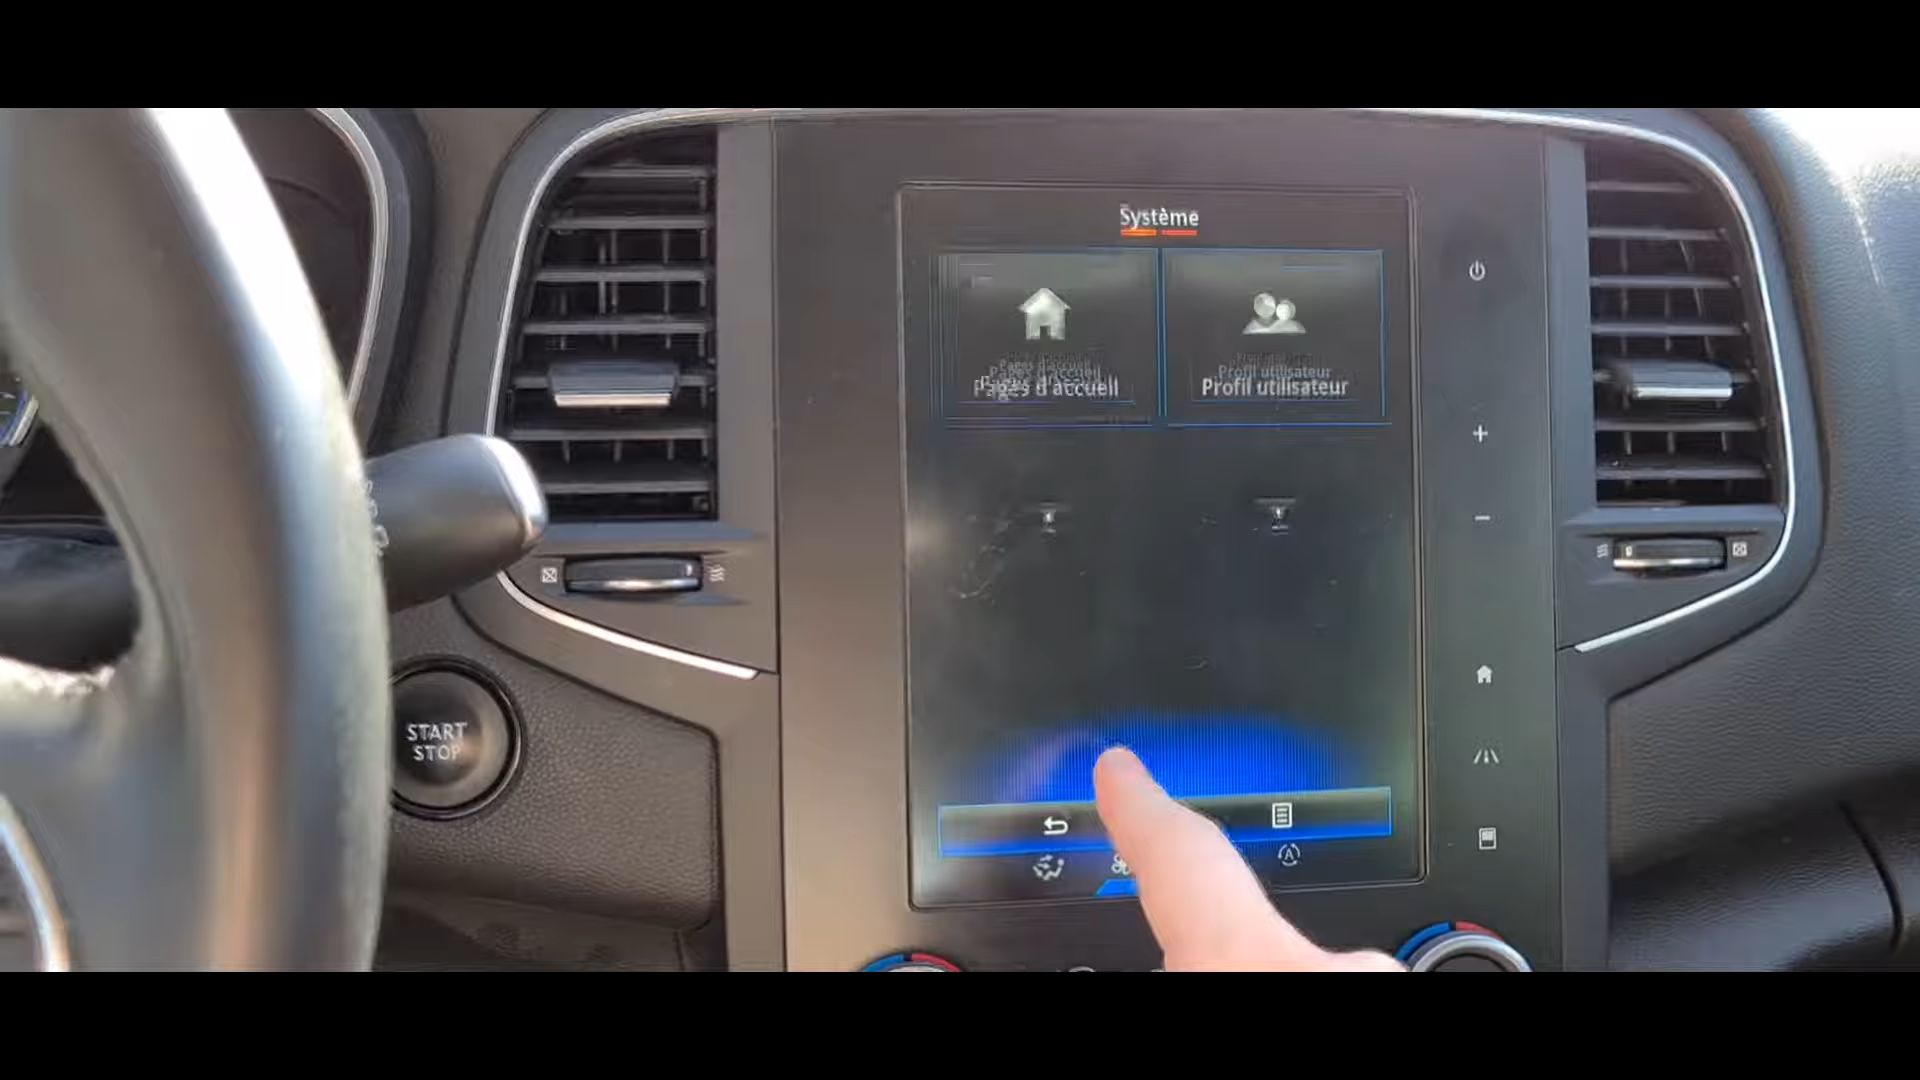 Système
Pages d'accueil
Profil utilisateur
START
STOP
A